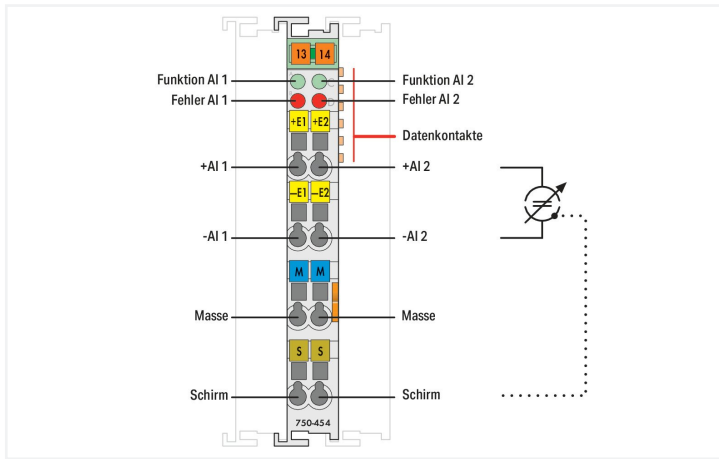 13 14
Funktion AI 1
C
Funktion AI 2
Fehler AI 1
D
Fehler AI 2
+E1 +E2
Datenkontakte
+AI 1
+AI 2
–E1 –E2
-AI 1
-AI 2
M M
Masse
Masse
S S
Schirm
Schirm
750-454